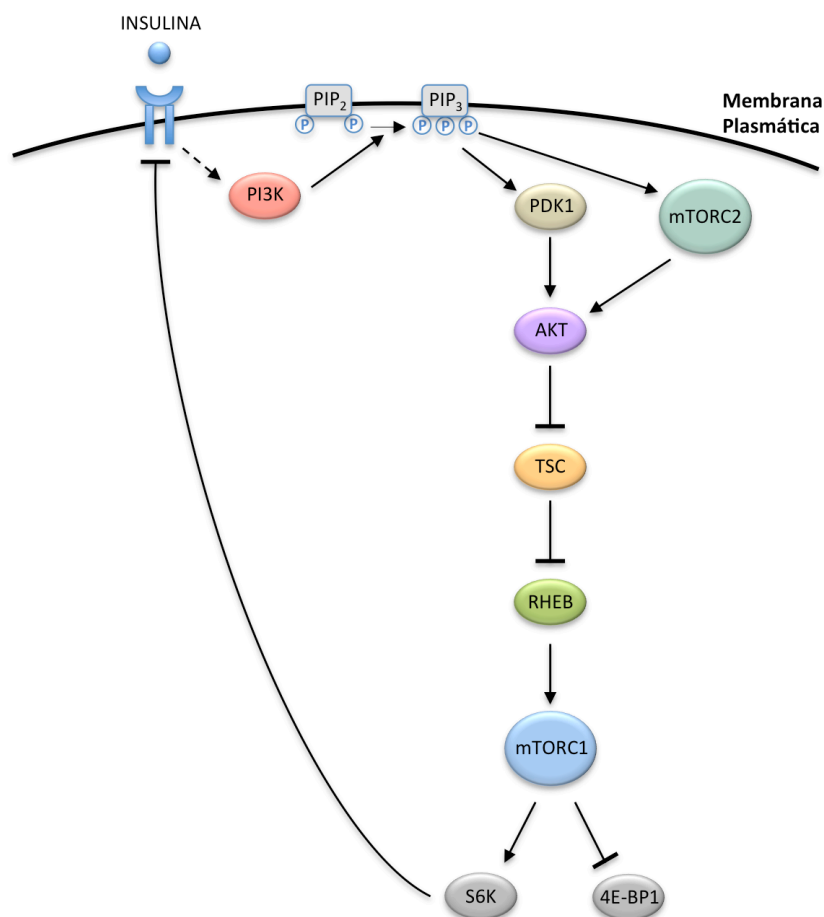 INSULINA
PIP2
PIP3
P
P
P
P
P
Membrana
Plasmática
PI3K
PDK1
mTORC2
AKT
TSC
RHEB
mTORC1
S6K
4E-BP1